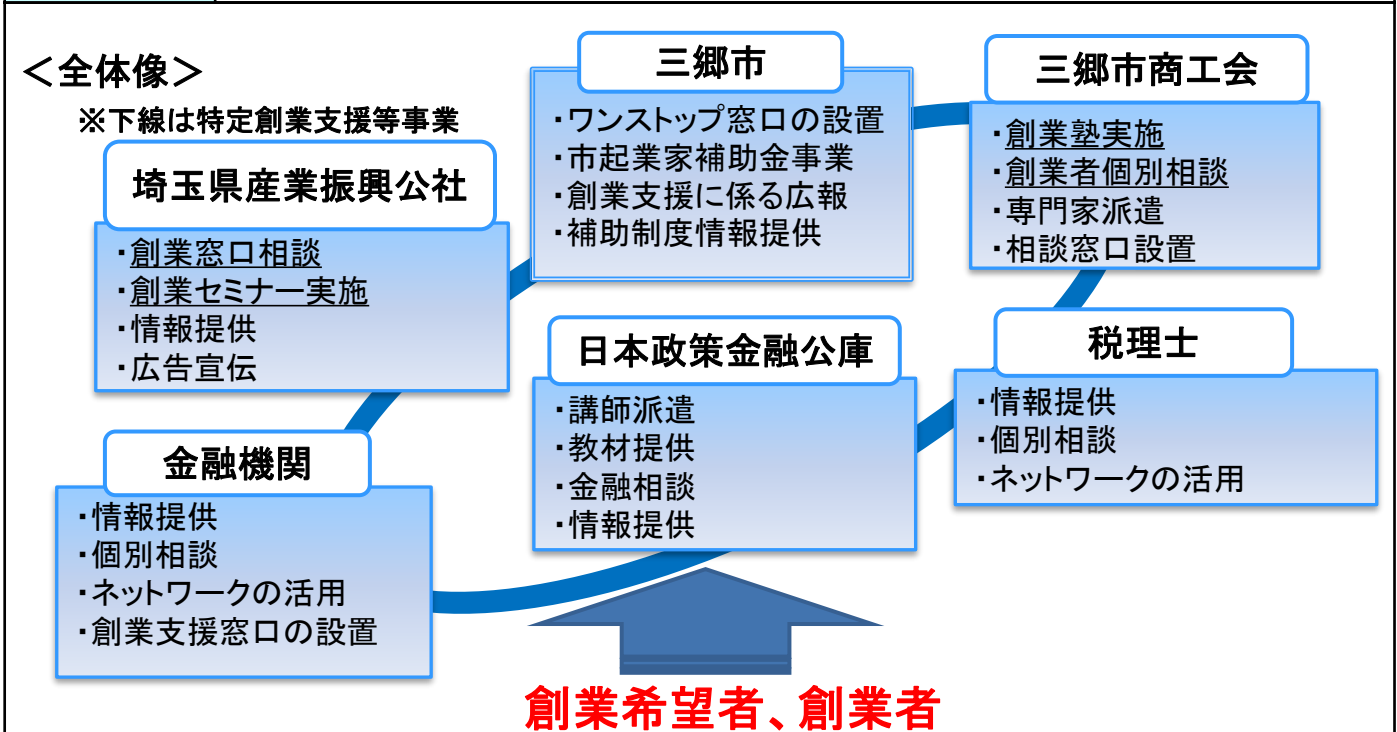 ＜全体像＞
※下線は特定創業支援等事業
三郷市
・ワンストップ窓口の設置
・市起業家補助金事業
・創業支援に係る広報
・補助制度情報提供
三郷市商工会
・創業塾実施
・創業者個別相談
・専門家派遣
・相談窓口設置
埼玉県産業振興公社
・創業窓口相談
・創業セミナー実施
・情報提供
・広告宣伝
日本政策金融公庫
・講師派遣
・教材提供
・金融相談
・情報提供
税理士
・情報提供
・個別相談
・ネットワークの活用
金融機関
・情報提供
・個別相談
・ネットワークの活用
・創業支援窓口の設置
創業希望者、創業者